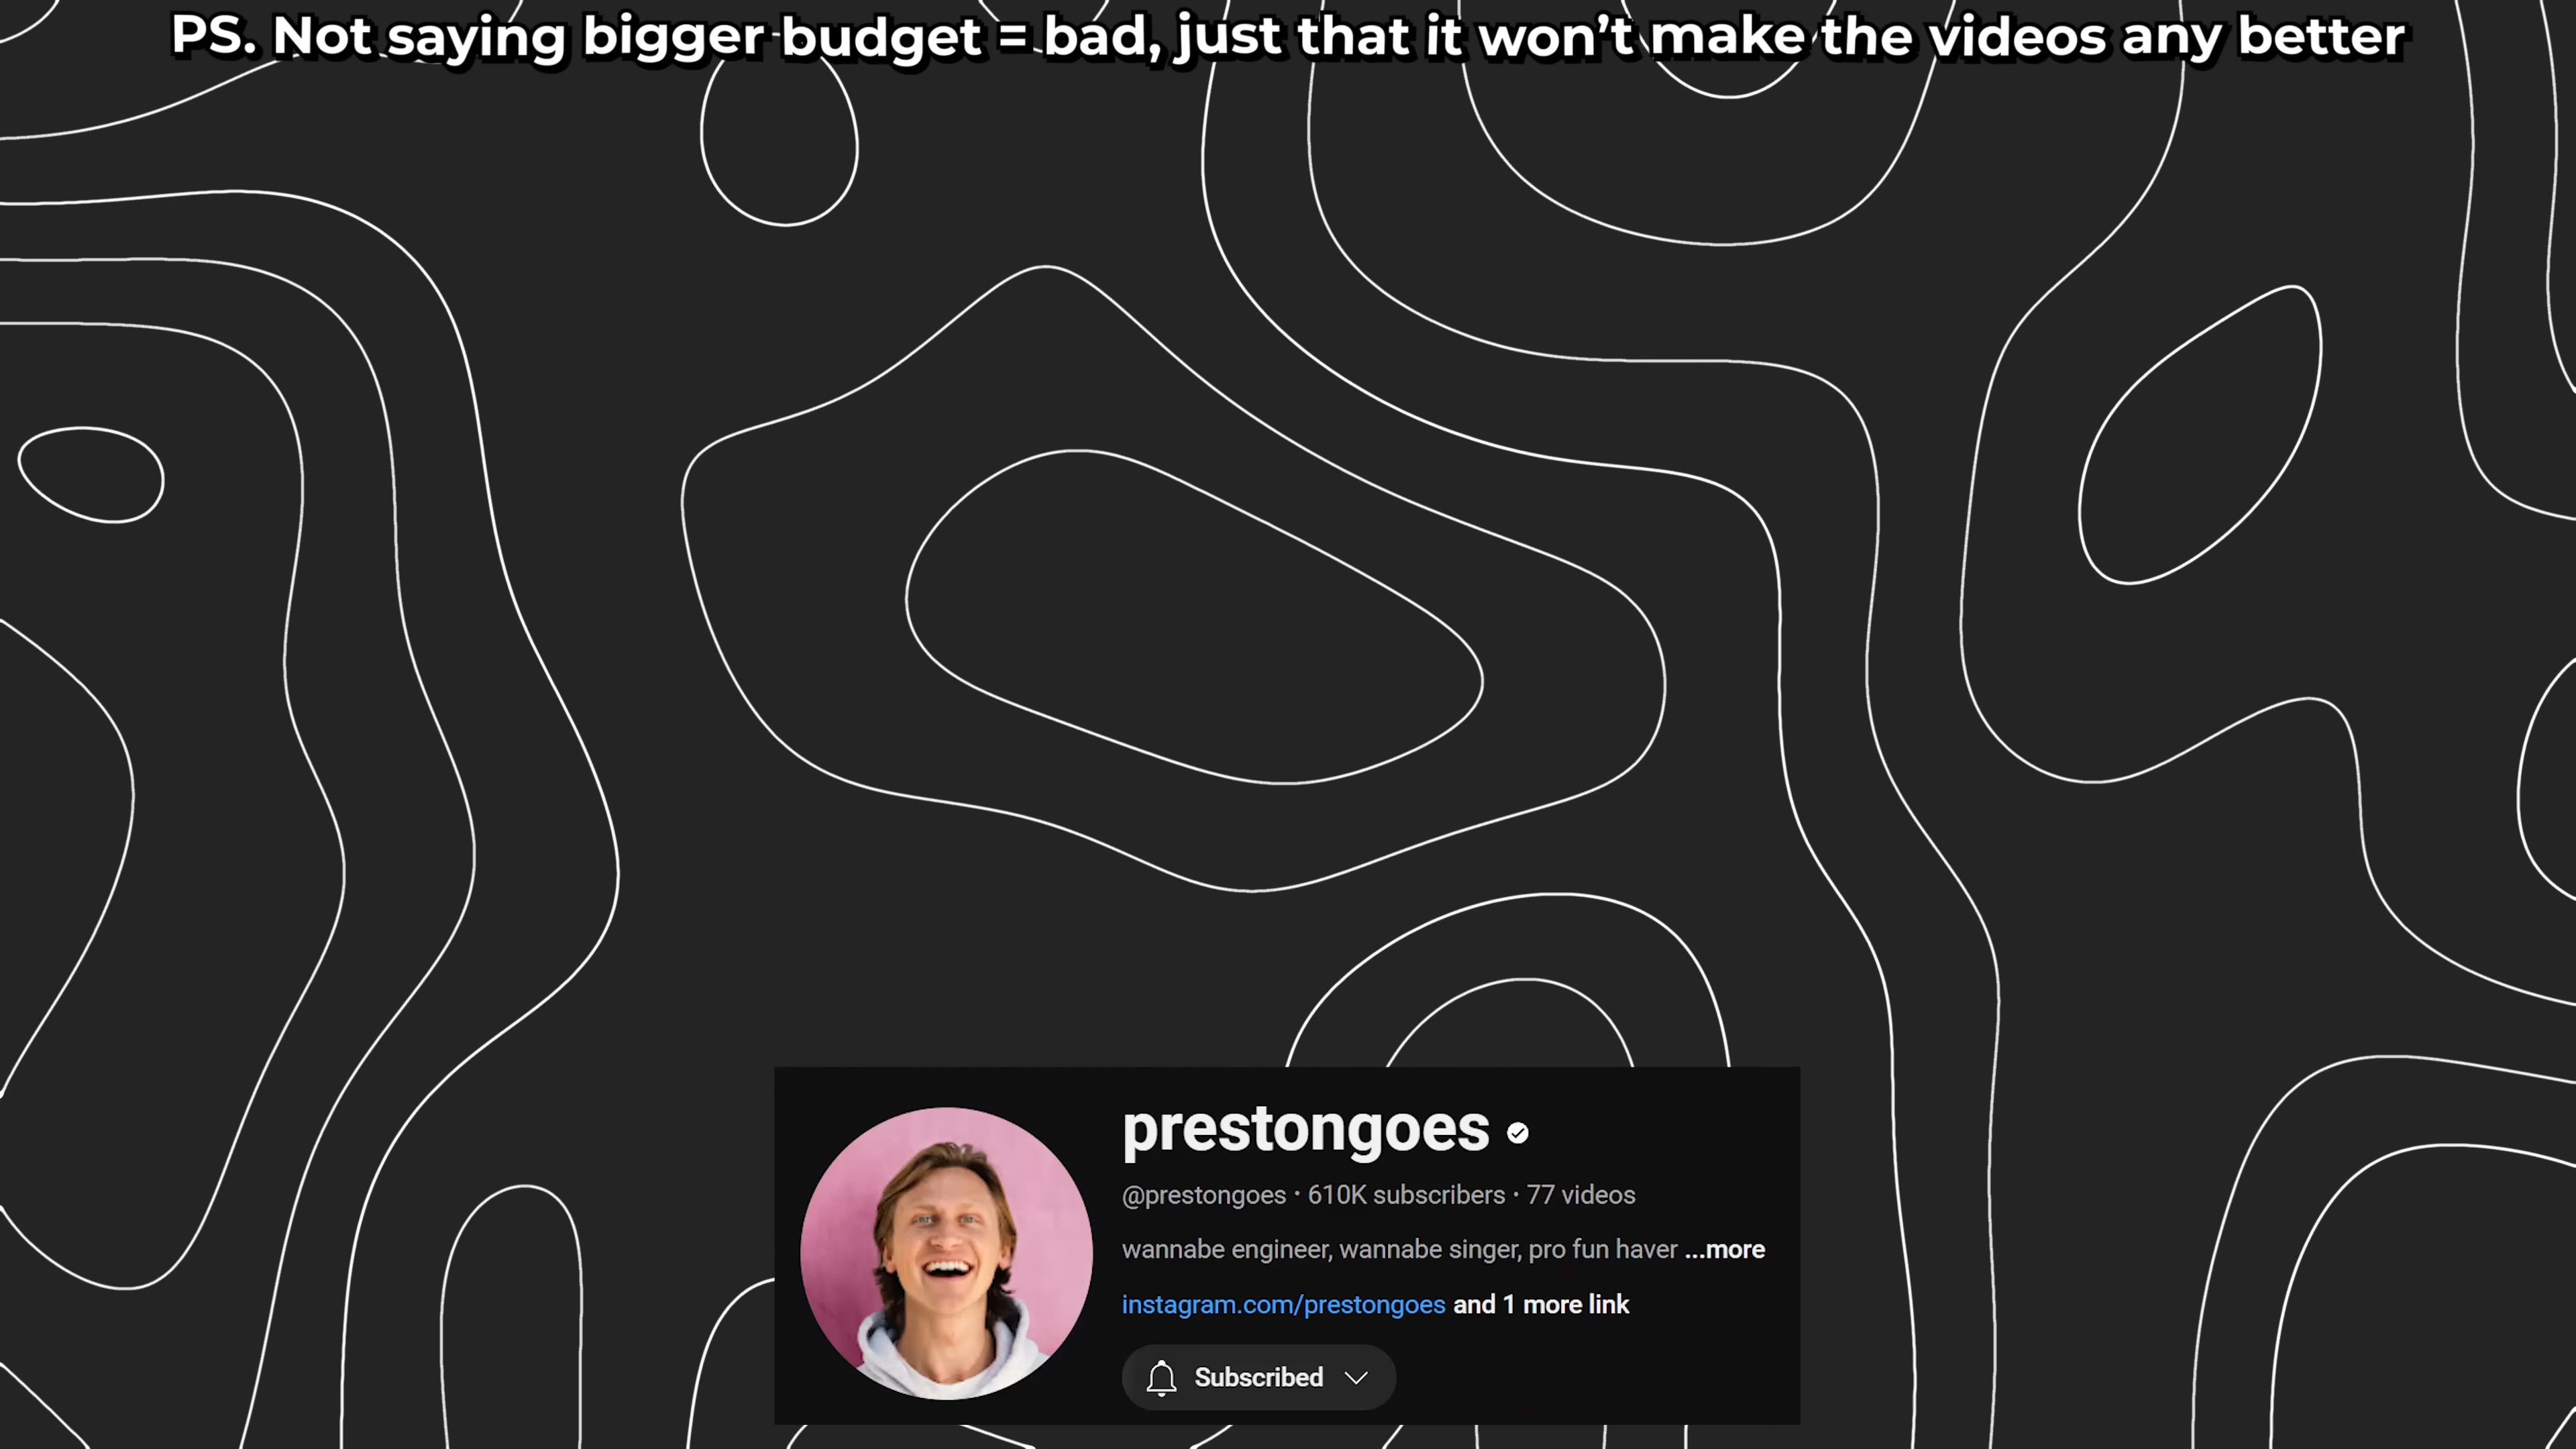 PS. Not saying bigger budget = bad, just that it won't make the videos any better
prestongoes
@prestongoes · 610K subscribers · 77 videos
wannabe engineer, wannabe singer, pro fun haver ...more
instagram.com/prestongoes and 1 more link
Subscribed